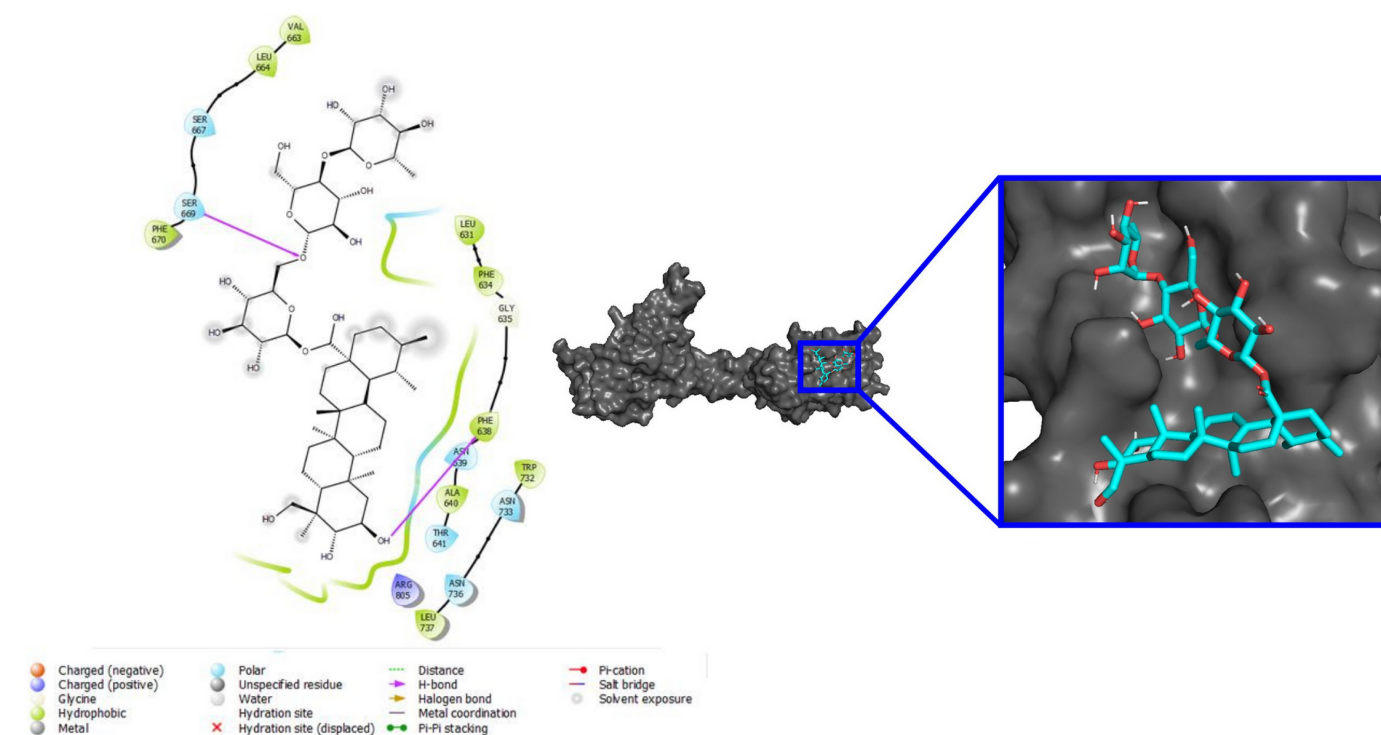 VAL
663
LEU
664
SER
667
SER
669
PHE
670
HO
OH
OH
OH
O
O
OH
O
OH
O
OH
O
HO
HO
HO
O
O
OH
HO
HO
OH
LEU
631
PHE
634
GLY
635
PHE
638
ASN
639
ALA
640
THR
641
TRP
732
ASN
733
ASN
736
LEU
737
ARG
805
Charged (negative)
Charged (positive)
Glycine
Hydrophobic
Metal
Polar
Unspecified residue
Water
Hydration site
Hydration site (displaced)
Distance
H-bond
Halogen bond
Metal coordination
Pi-Pi stacking
Pi-cation
Salt bridge
Solvent exposure